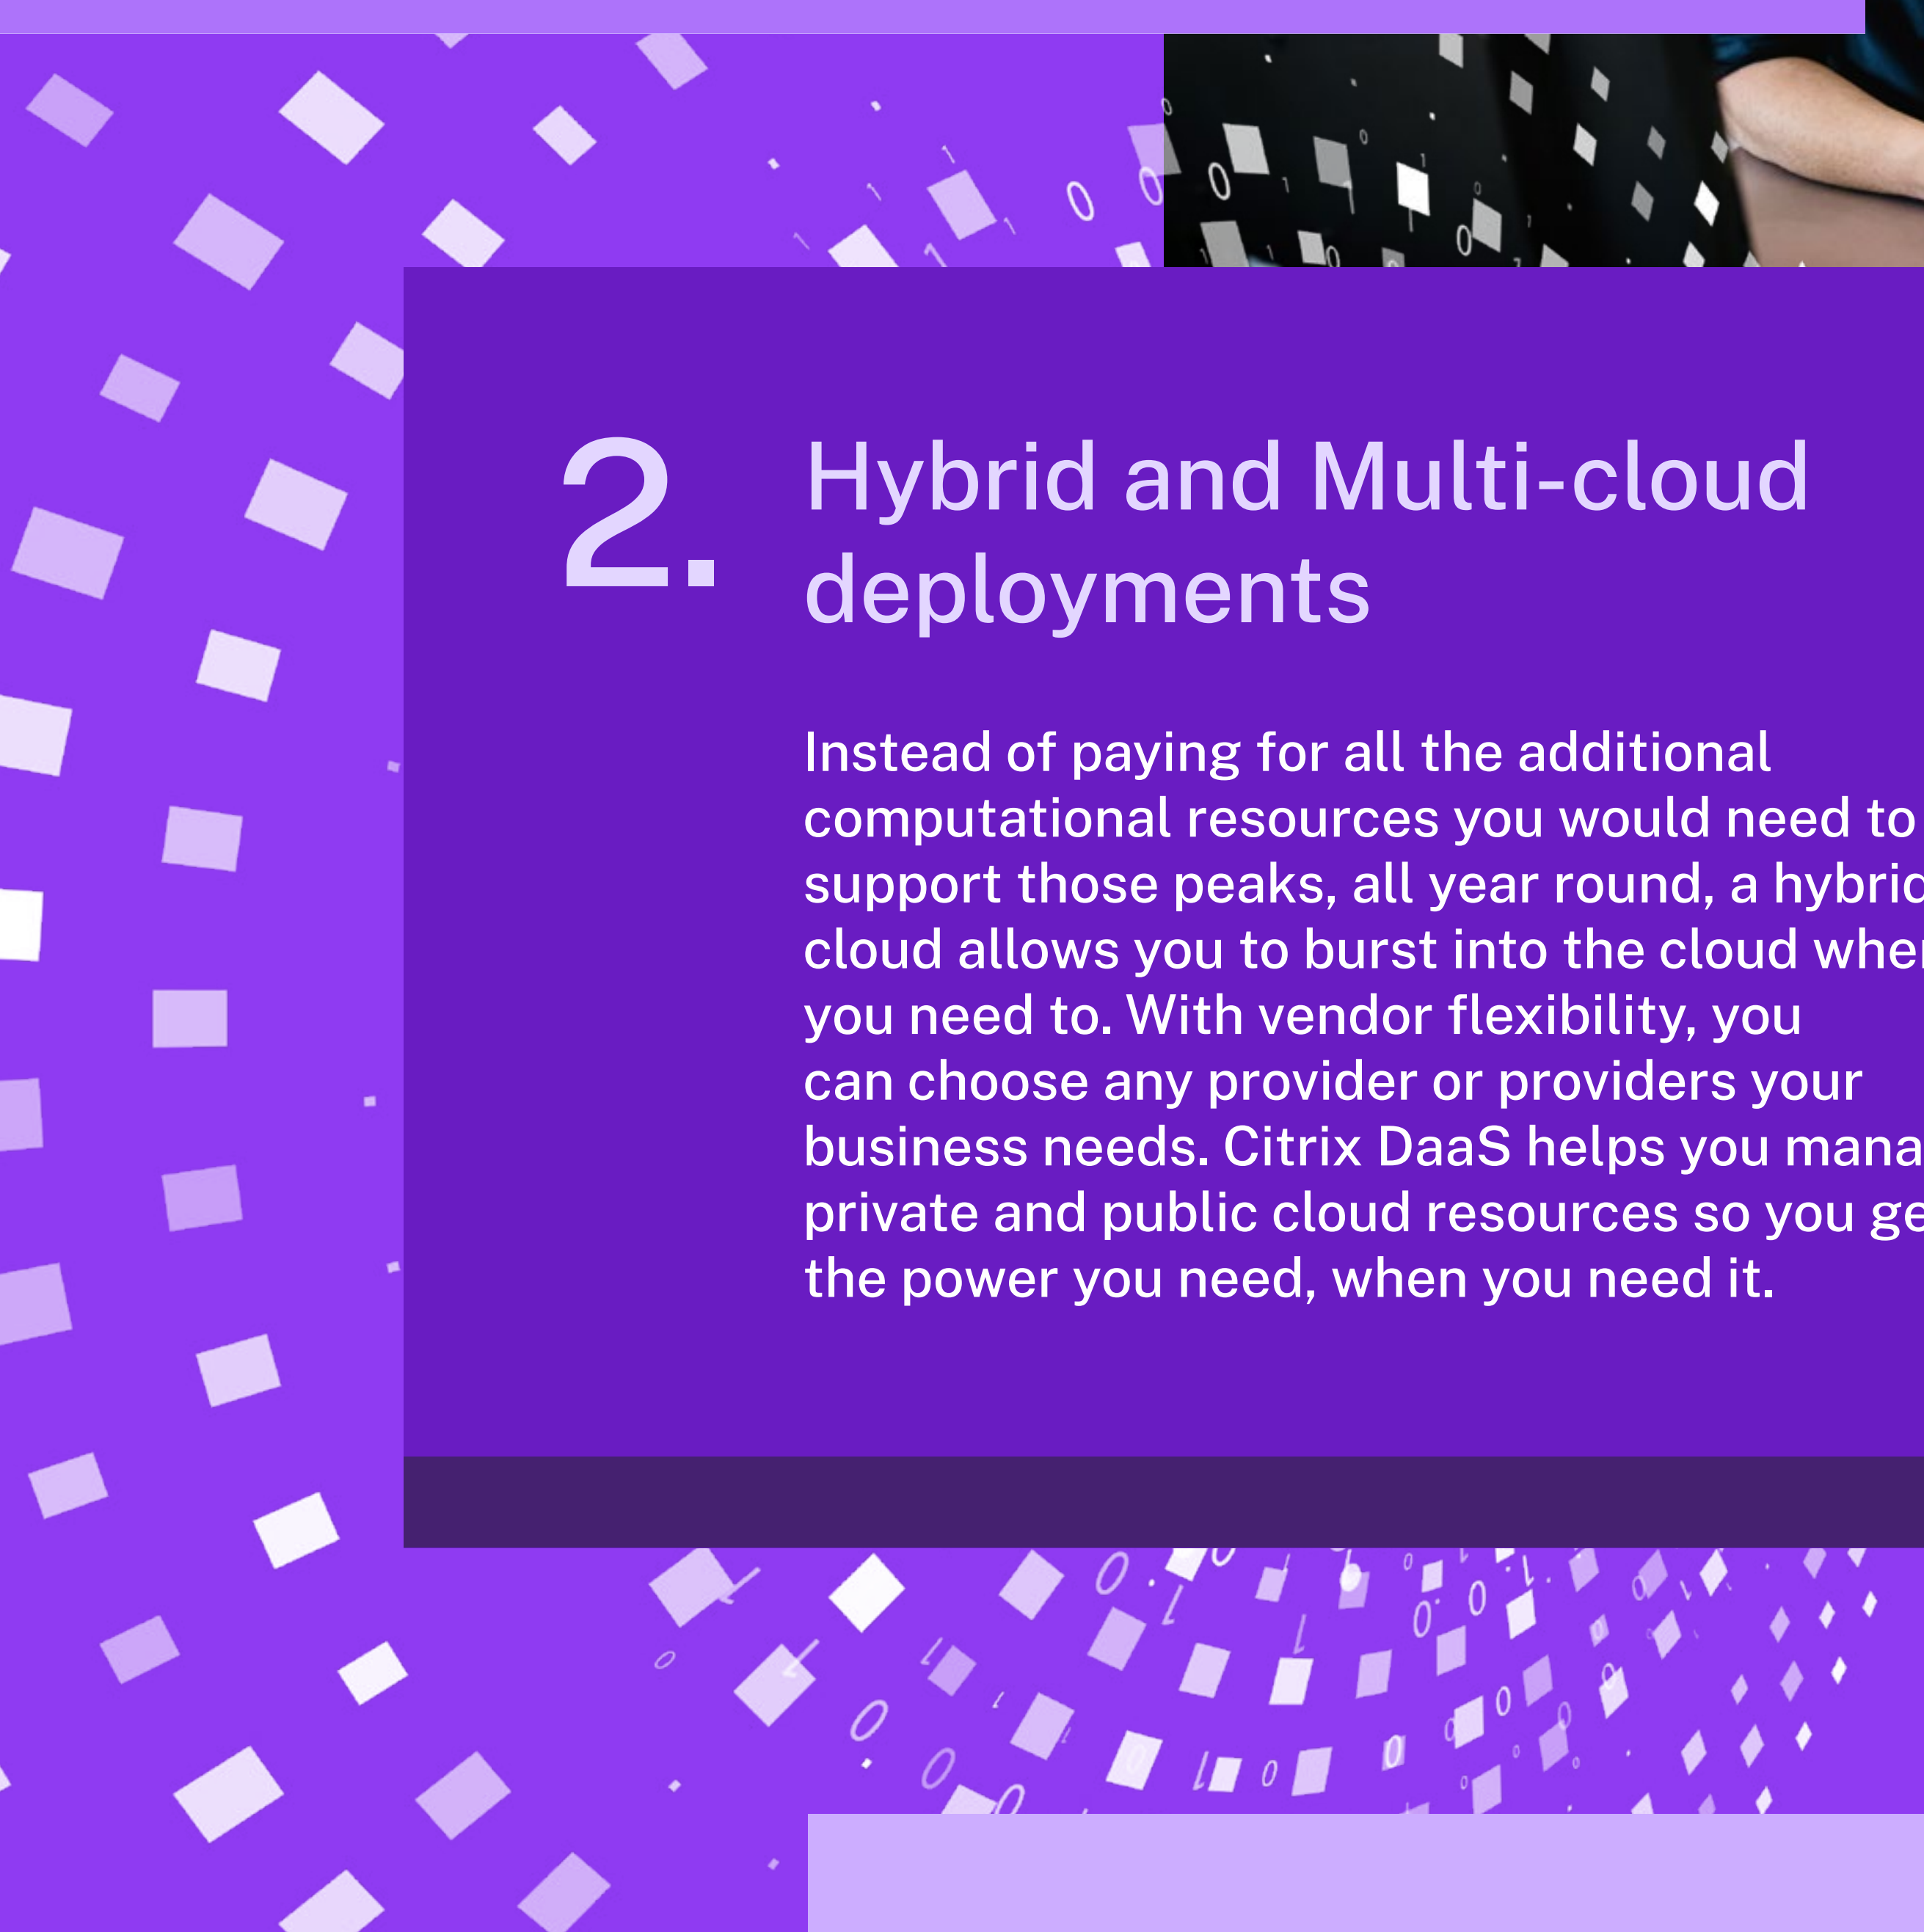 2. Hybrid and Multi-cloud
deployments
Instead of paying for all the additional
computational resources you would need to
support those peaks, all year round, a hybrid
cloud allows you to burst into the cloud when
you need to. With vendor flexibility, you
can choose any provider or providers your
business needs. Citrix DaaS helps you mana
private and public cloud resources so you ge
the power you need, when you need it.